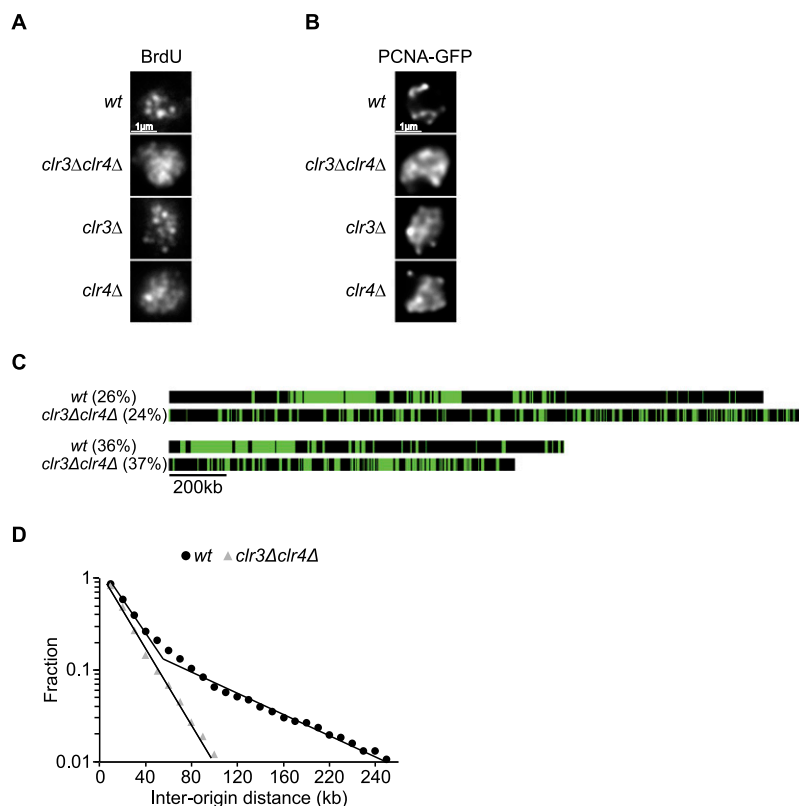 A
BrdU
wt
1µm
clr3Δclr4Δ
clr3Δ
clr4Δ
B
PCNA-GFP
wt
1µm
clr3Δclr4Δ
clr3Δ
clr4Δ
C
wt (26%)
clr3Δclr4Δ (24%)
wt (36%)
clr3Δclr4Δ (37%)
200kb
D
wt clr3Δclr4Δ
1
0.1
0.01
Fraction
0 40 80 120 160 220 240
Inter-origin distance (kb)